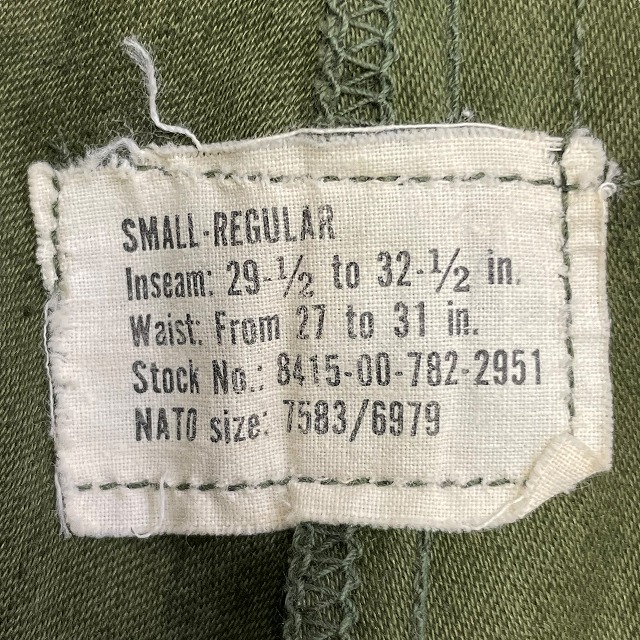 SMALL-REGULAR
Inseam: 29-1/2 to 32-1/2 in.
Waist: From 27 to 31 in.
Stock No.: 8415-00-782-2951
NATO size: 7583/6979